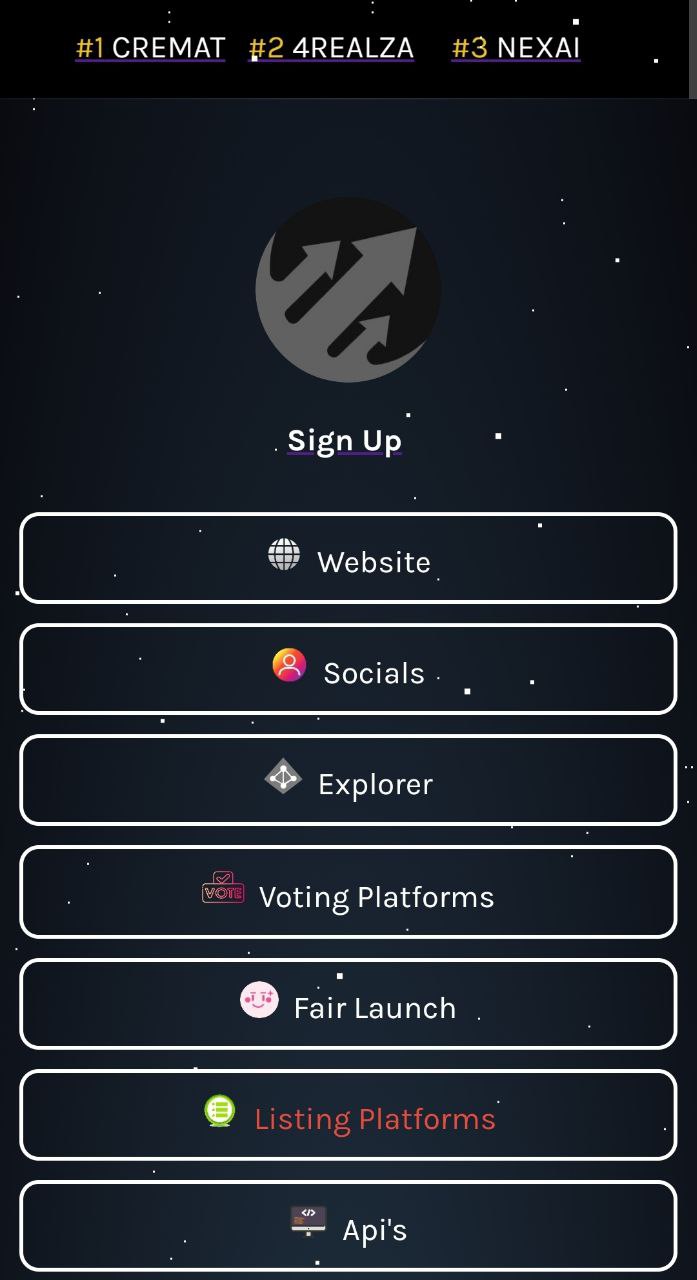 #1 CREMAT #2 4REALZA #3 NEXAI
Sign Up
Website
Socials
Explorer
VOTE Voting Platforms
Fair Launch
Listing Platforms
</> Api's